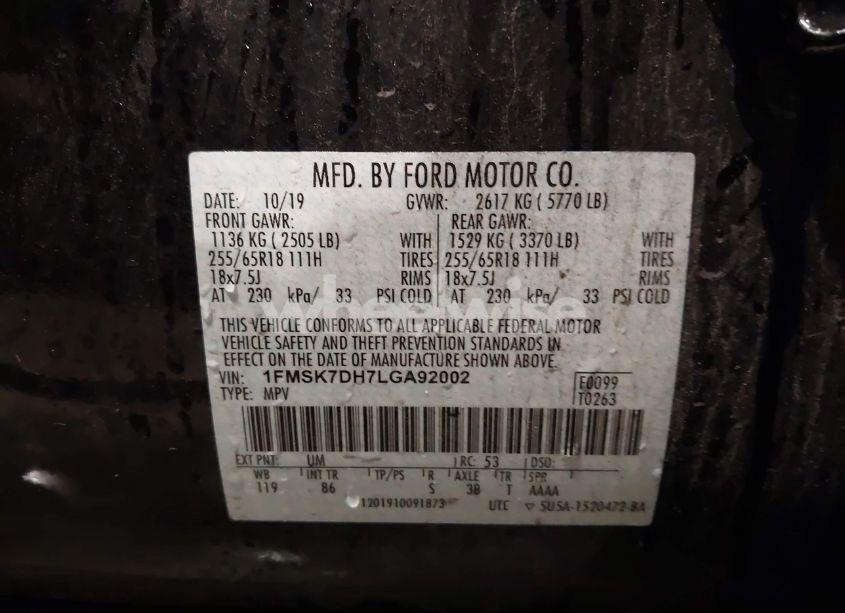 MFD. BY FORD MOTOR CO.
DATE: 10/19 GVWR: 2617 KG ( 5770 LB)
FRONT GAWR: REAR GAWR:
1136 KG ( 2505 LB) WITH 1529 KG ( 3370 LB) WITH
255/65R18 111H TIRES 255/65R18 111H TIRES
18x7.5J RIMS 18x7.5J RIMS
AT 230 kPa/ 33 PSI COLD AT 230 kPa/ 33 PSI COLD
wheelwise
THIS VEHICLE CONFORMS TO ALL APPLICABLE FEDERAL MOTOR
VEHICLE SAFETY AND THEFT PREVENTION STANDARDS IN
EFFECT ON THE DATE OF MANUFACTURE SHOWN ABOVE.
VIN: 1FMSK7DH7LGA92002 E0099
TYPE: MPV T0263
EXT PNT: UM RC: 53 DSO:
WB INT TR TP/PS R AXLE TR SPR
119 86 S 3B T AAAA
1201910091873 UTC ▽ 5U5A-1520472-BA